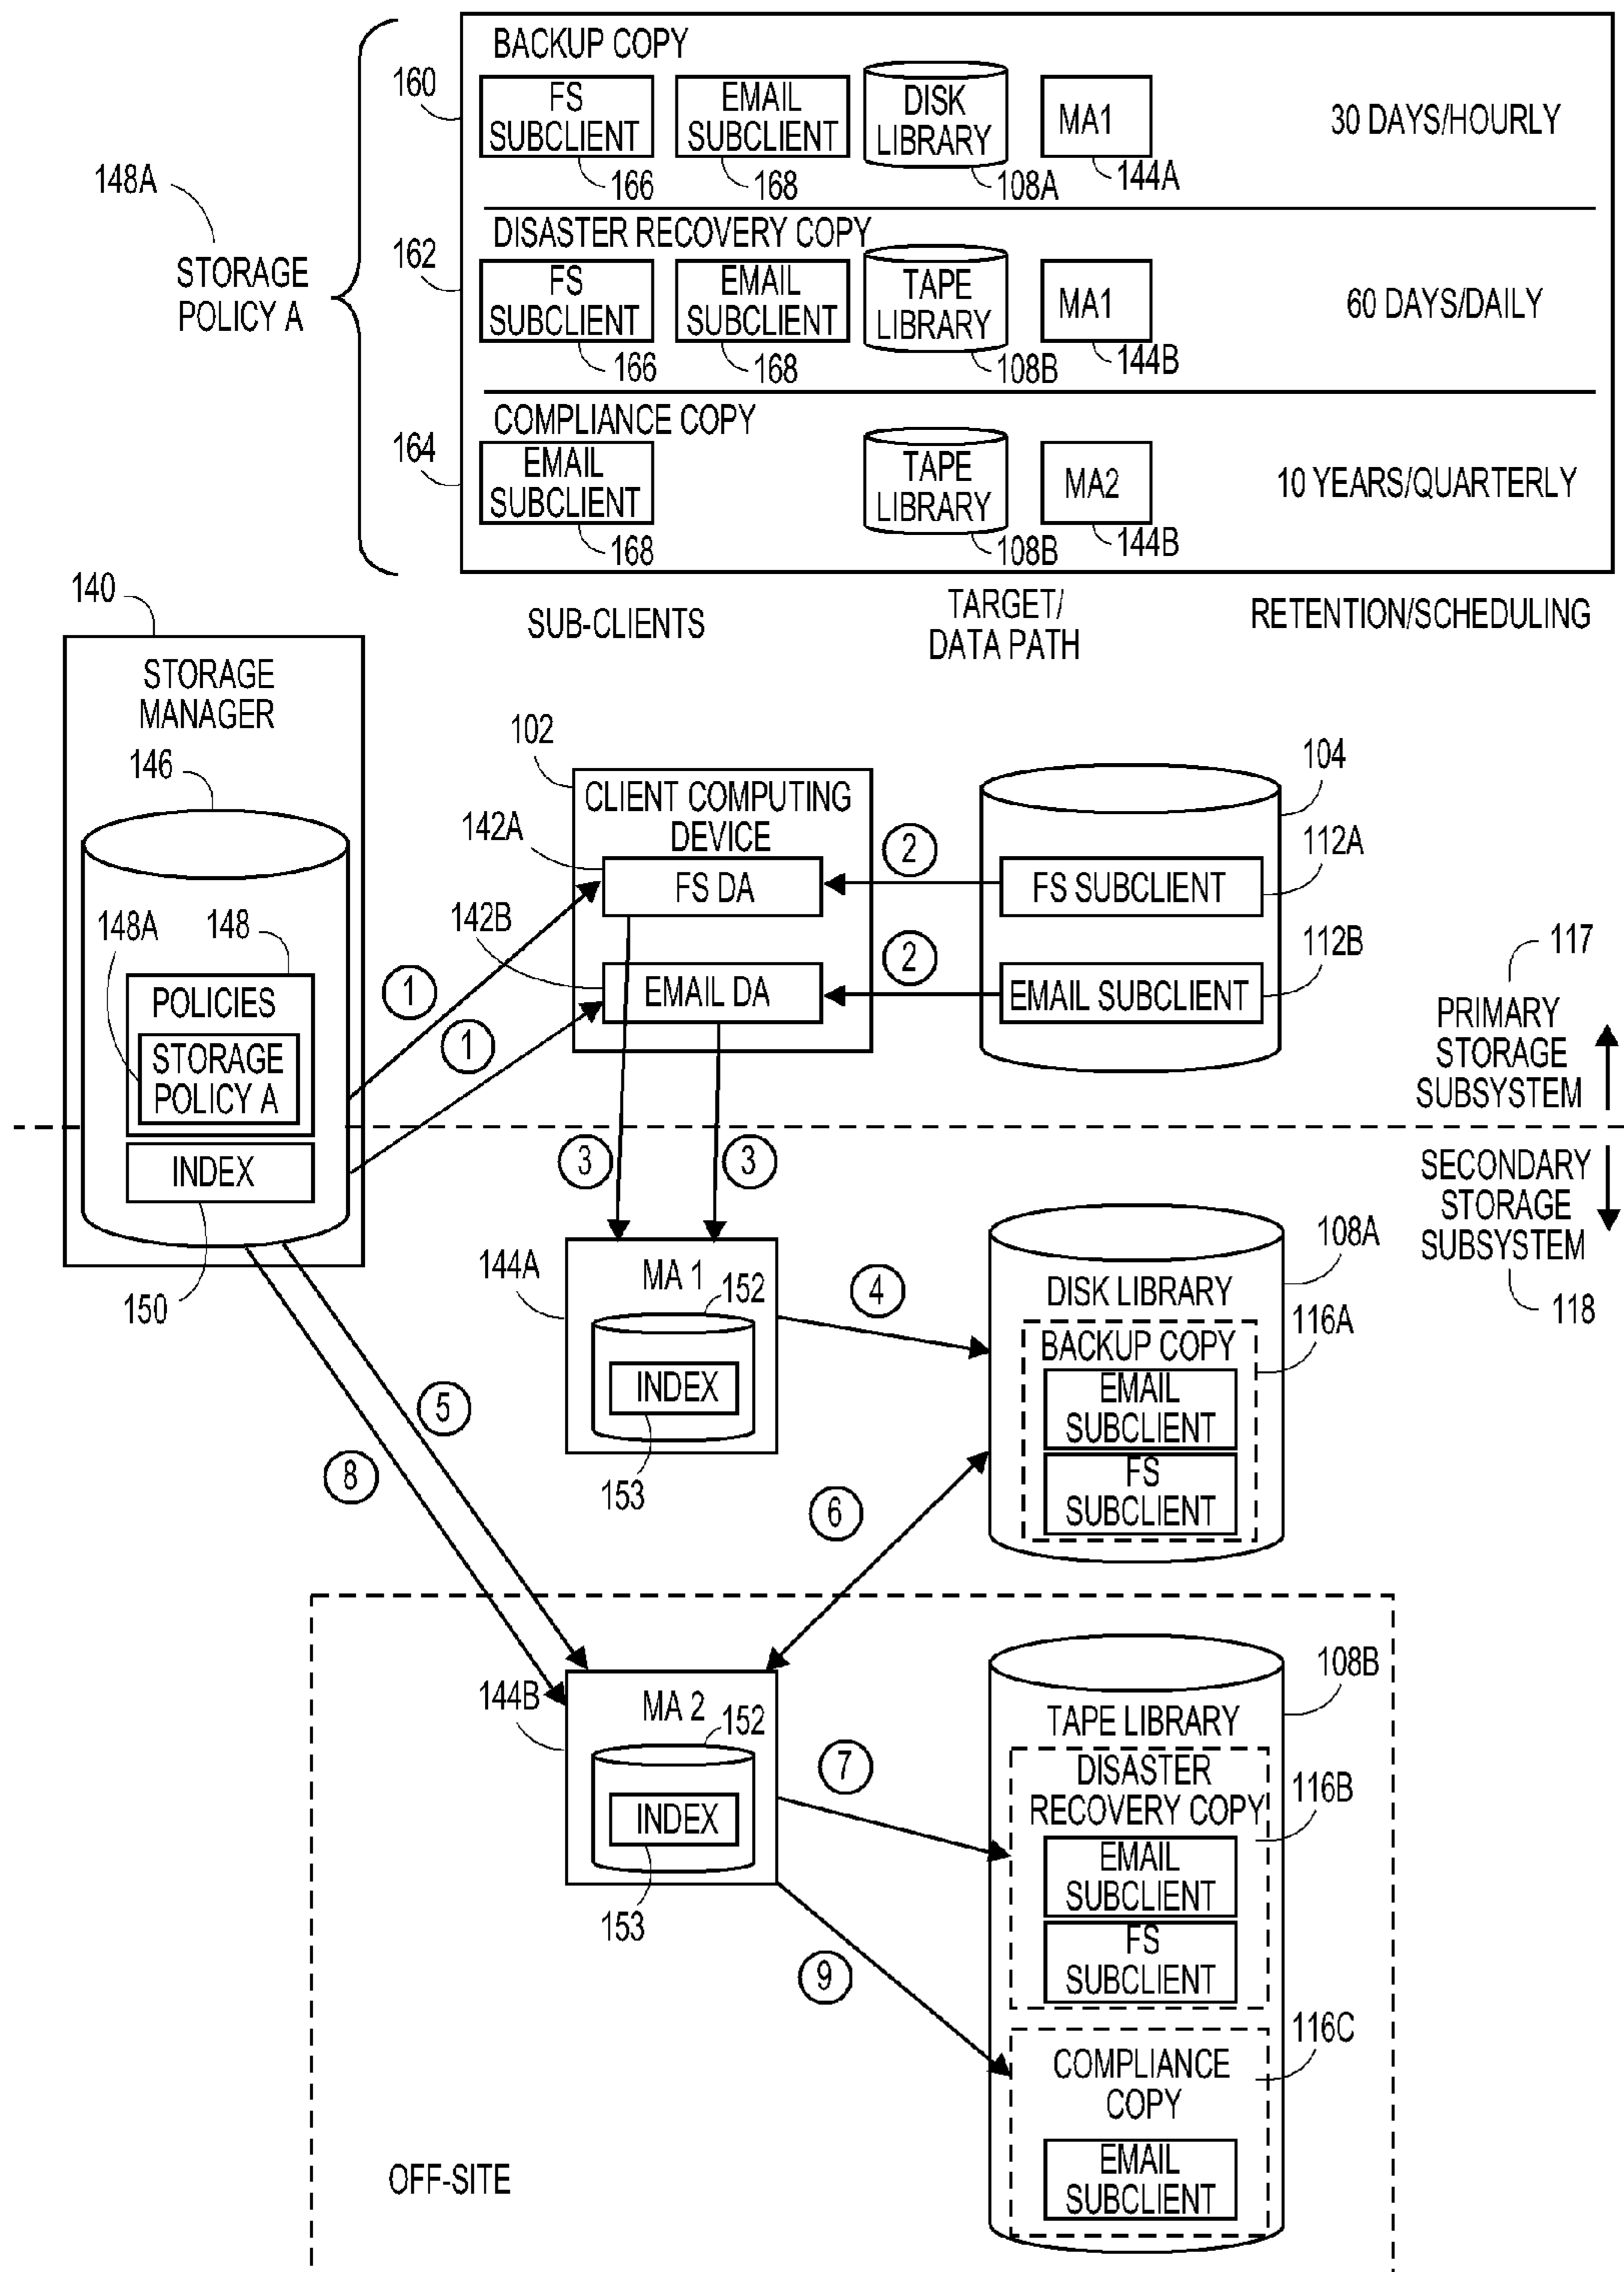 BACKUP COPY
160
FS
SUBCLIENT
166
EMAIL
SUBCLIENT
168
DISK
LIBRARY
108A
MA1
144A
30 DAYS/HOURLY
148A
STORAGE
POLICY A
DISASTER RECOVERY COPY
162
FS
SUBCLIENT
166
EMAIL
SUBCLIENT
168
TAPE
LIBRARY
108B
MA1
144B
60 DAYS/DAILY
COMPLIANCE COPY
164
EMAIL
SUBCLIENT
168
TAPE
LIBRARY
108B
MA2
144B
10 YEARS/QUARTERLY
SUB-CLIENTS
TARGET/
DATA PATH
RETENTION/SCHEDULING
140
STORAGE
MANAGER
146
148A
148
POLICIES
STORAGE
POLICY A
INDEX
150
102
CLIENT COMPUTING
DEVICE
142A
FS DA
142B
EMAIL DA
1
1
2
2
104
FS SUBCLIENT
112A
EMAIL SUBCLIENT
112B
117
PRIMARY
STORAGE
SUBSYSTEM
SECONDARY
STORAGE
SUBSYSTEM
118
3
3
144A
MA 1
152
INDEX
153
4
108A
DISK LIBRARY
116A
BACKUP COPY
EMAIL
SUBCLIENT
FS
SUBCLIENT
5
8
6
144B
MA 2
152
INDEX
153
7
9
108B
TAPE LIBRARY
DISASTER
RECOVERY COPY
116B
EMAIL
SUBCLIENT
FS
SUBCLIENT
116C
COMPLIANCE
COPY
EMAIL
SUBCLIENT
OFF-SITE